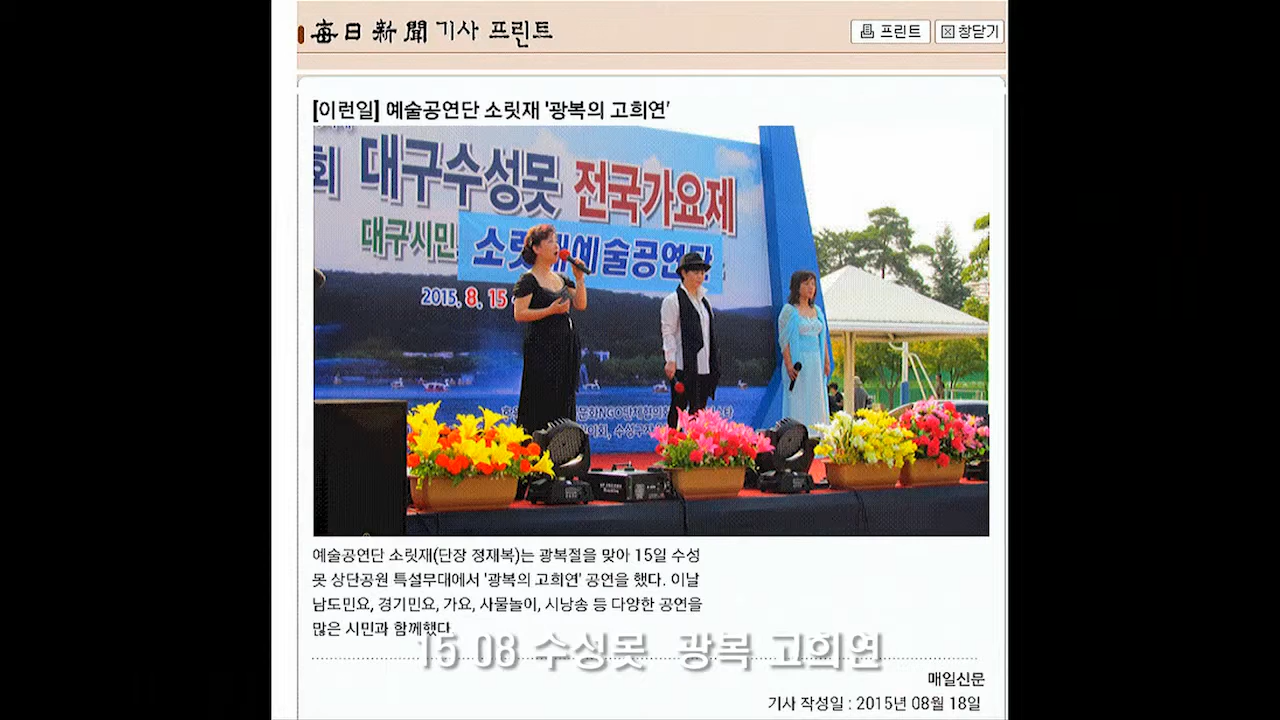 每日新聞 기사 프린트
프린트
창닫기
[이런일] 예술공연단 소릿재 '광복의 고희연'
회 대구수성못 전국가요제
대구시민
소릿재예술공연단
2015. 8. 15
예술공연단 소릿재(단장 정재복)는 광복절을 맞아 15일 수성
못 상단공원 특설무대에서 '광복의 고희연' 공연을 했다. 이날
남도민요, 경기민요, 가요, 사물놀이, 시낭송 등 다양한 공연을
많은 시민과 함께했다
15 08 수성못 광복 고희연
매일신문
기사 작성일 : 2015년 08월 18일